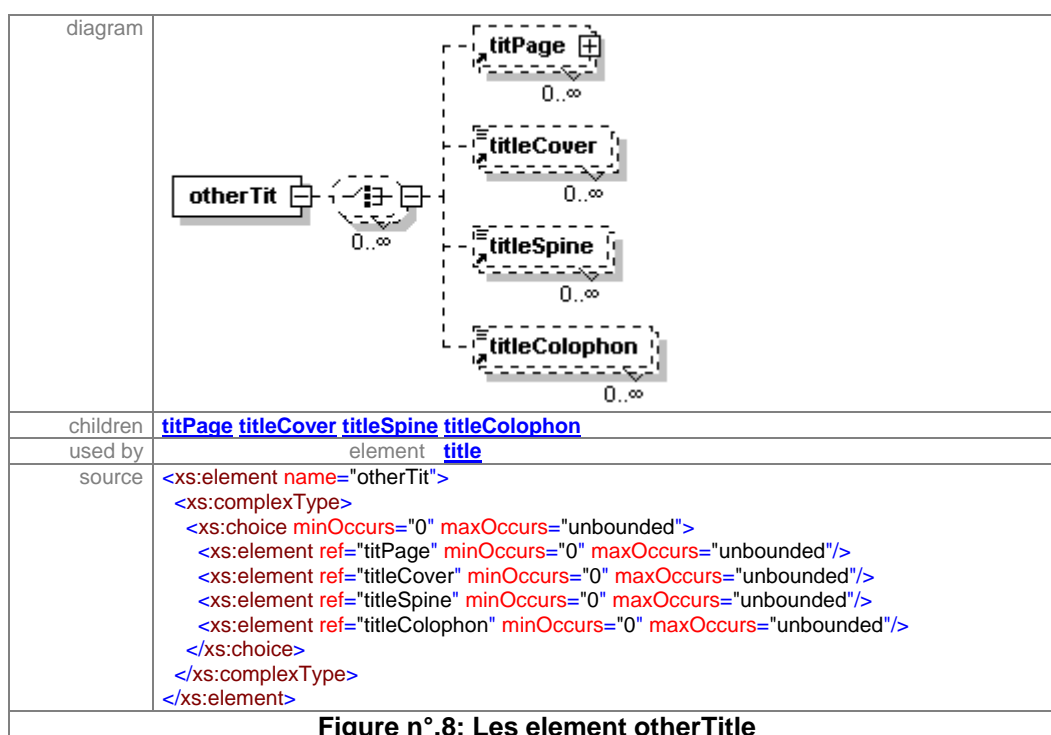 diagram
titPage
0..∞
titleCover
0..∞
otherTit
0..∞
titleSpine
0..∞
titleColophon
0..∞
children titPage titleCover titleSpine titleColophon
used by element title
source <xs:element name="otherTit">
<xs:complexType>
<xs:choice minOccurs="0" maxOccurs="unbounded">
<xs:element ref="titPage" minOccurs="0" maxOccurs="unbounded"/>
<xs:element ref="titleCover" minOccurs="0" maxOccurs="unbounded"/>
<xs:element ref="titleSpine" minOccurs="0" maxOccurs="unbounded"/>
<xs:element ref="titleColophon" minOccurs="0" maxOccurs="unbounded"/>
</xs:choice>
</xs:complexType>
</xs:element>
Figure n°.8: Les element otherTitle